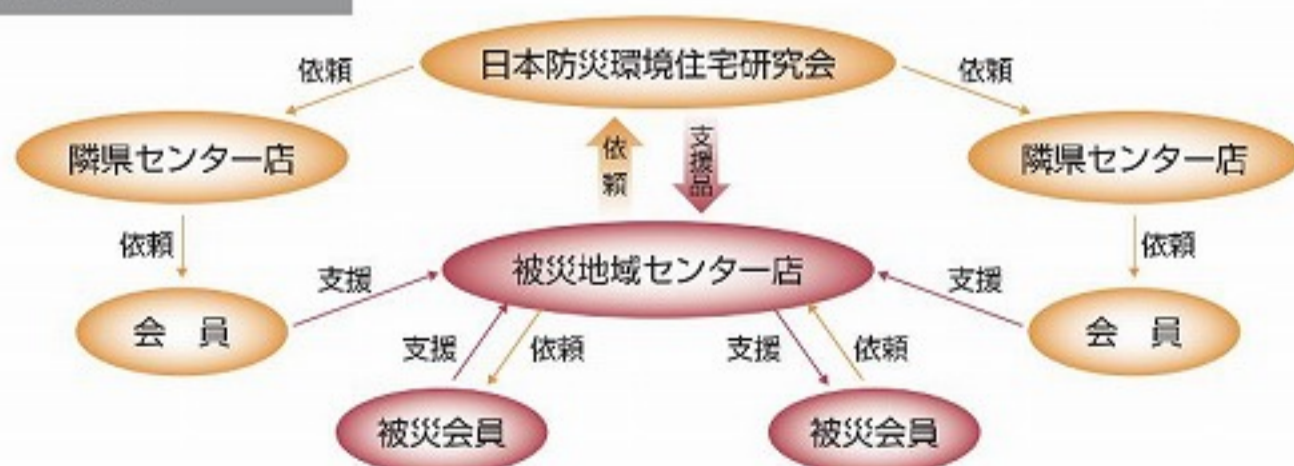 日本防災環境住宅研究会
依頼
依頼
隣県センター店
依頼
支援品
隣県センター店
依頼
依頼
支援
被災地域センター店
支援
会 員
支援
依頼
支援
依頼
会 員
被災会員
被災会員